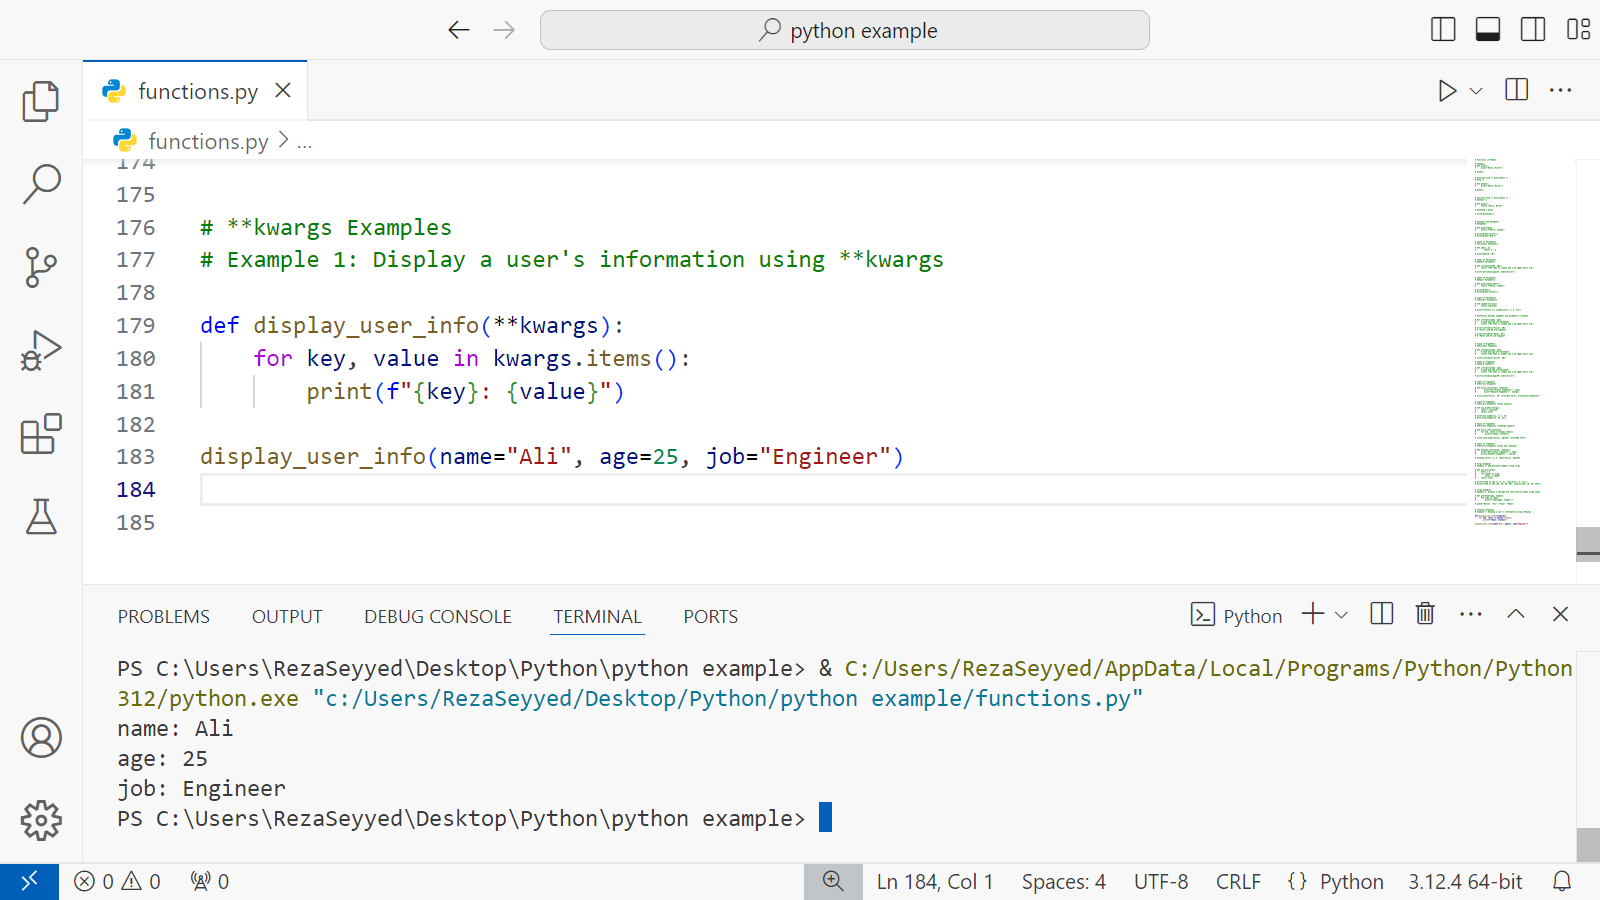 python example
functions.py
functions.py > ...
174
175
176 # **kwargs Examples
177 # Example 1: Display a user's information using **kwargs
178
179 def display_user_info(**kwargs):
180     for key, value in kwargs.items():
181         print(f"{key}: {value}")
182
183 display_user_info(name="Ali", age=25, job="Engineer")
184
185
PROBLEMS OUTPUT DEBUG CONSOLE TERMINAL PORTS Python
PS C:\Users\RezaSeyyed\Desktop\Python\python example> & C:/Users/RezaSeyyed/AppData/Local/Programs/Python/Python
312/python.exe "c:/Users/RezaSeyyed/Desktop/Python/python example/functions.py"
name: Ali
age: 25
job: Engineer
PS C:\Users\RezaSeyyed\Desktop\Python\python example>
0 0 0 Ln 184, Col 1 Spaces: 4 UTF-8 CRLF {} Python 3.12.4 64-bit